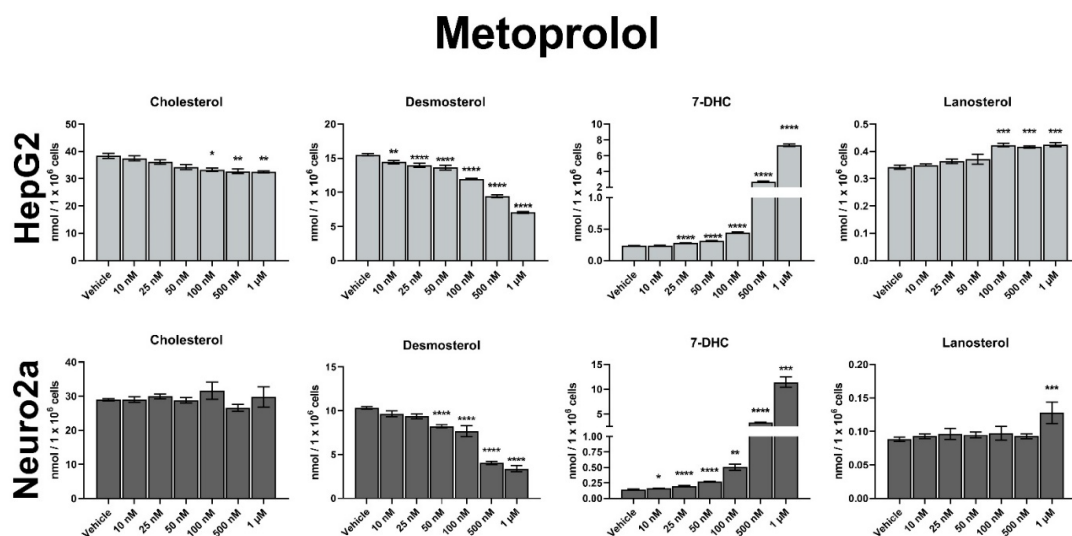 Metoprolol
HepG2
Cholesterol
nmol / 1 x 10⁶ cells
50
40
30
20
10
0
*
**
**
Vehicle
10 nM
25 nM
50 nM
100 nM
500 nM
1 µM
Desmosterol
nmol / 1 x 10⁶ cells
20
15
10
5
0
**
****
****
****
****
****
Vehicle
10 nM
25 nM
50 nM
100 nM
500 nM
1 µM
7-DHC
nmol / 1 x 10⁶ cells
10
8
6
4
2
1.0
0.5
0.0
****
****
****
****
****
Vehicle
10 nM
25 nM
50 nM
100 nM
500 nM
1 µM
Lanosterol
nmol / 1 x 10⁶ cells
0.5
0.4
0.3
0.2
0.1
0.0
***
***
***
Vehicle
10 nM
25 nM
50 nM
100 nM
500 nM
1 µM
Neuro2a
Cholesterol
nmol / 1 x 10⁶ cells
40
30
20
10
0
Vehicle
10 nM
25 nM
50 nM
100 nM
500 nM
1 µM
Desmosterol
nmol / 1 x 10⁶ cells
15
10
5
0
****
****
****
****
Vehicle
10 nM
25 nM
50 nM
100 nM
500 nM
1 µM
7-DHC
nmol / 1 x 10⁶ cells
15
10
5
1.00
0.75
0.50
0.25
0.00
*
****
****
**
****
***
Vehicle
10 nM
25 nM
50 nM
100 nM
500 nM
1 µM
Lanosterol
nmol / 1 x 10⁶ cells
0.20
0.15
0.10
0.05
0.00
***
Vehicle
10 nM
25 nM
50 nM
100 nM
500 nM
1 µM